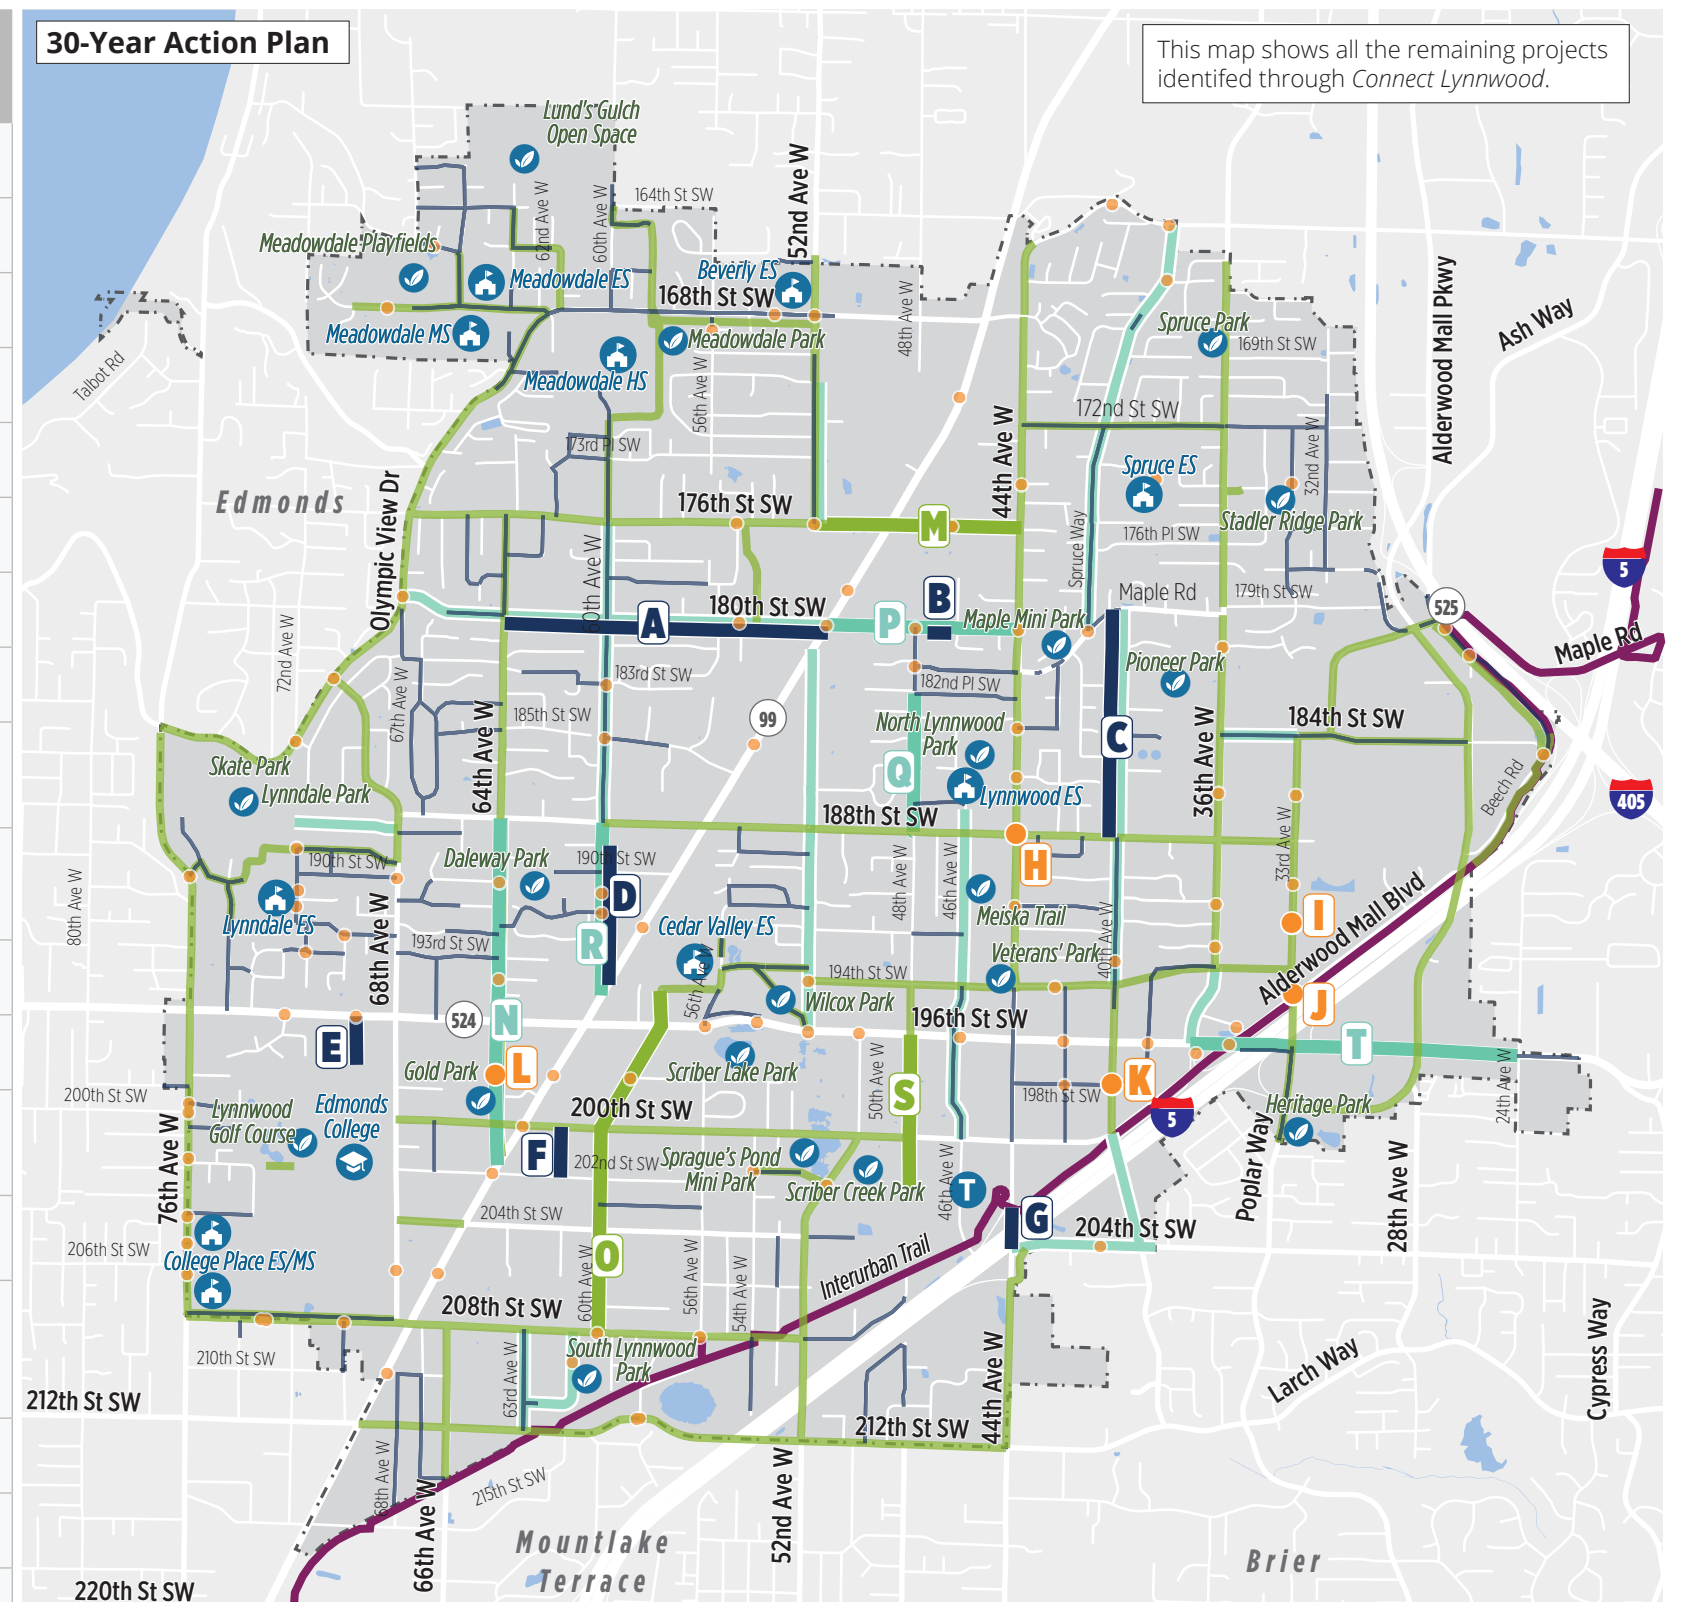 30-Year Action Plan
This map shows all the remaining projects
identifed through Connect Lynnwood.
Lund's Gulch
Open Space
52nd Ave W
62nd Ave W
60th Ave W
164th St SW
Meadowdale Playfields
Meadowdale ES
Beverly ES
168th St SW
48th Ave W
Alderwood Mall Pkwy
Ash Way
Meadowdale MS
Meadowdale Park
Spruce Park
169th St SW
Talbot Rd
Meadowdale HS
56th Ave W
172nd St SW
44th Ave W
173rd Pl SW
32nd Ave W
Spruce ES
Edmonds
Olympic View Dr
176th St SW
M
Stadler Ridge Park
Spruce Way
176th Pl SW
5
60th Ave W
179th St SW
Maple Rd
B
180th St SW
A
P
Maple Mini Park
525
Maple Rd
72nd Ave W
67th Ave W
183rd St SW
182nd Pl SW
Pioneer Park
64th Ave W
185th St SW
99
North Lynnwood
Park
C
36th Ave W
184th St SW
Skate Park
Lynndale Park
Q
Lynnwood ES
Beech Rd
405
188th St SW
190th St SW
Daleway Park
190th St SW
H
33rd Ave W
80th Ave W
D
48th Ave W
46th Ave W
Meiska Trail
Lynndale ES
68th Ave W
193rd St SW
R
Cedar Valley ES
Veterans' Park
40th Ave W
I
Alderwood Mall Blvd
56th Ave W
194th St SW
Wilcox Park
J
524
N
196th St SW
E
T
Gold Park
L
Scriber Lake Park
50th Ave W
S
K
198th St SW
24th Ave W
200th St SW
Lynnwood
Golf Course
Edmonds
College
200th St SW
5
Heritage Park
76th Ave W
F
202nd St SW
Sprague's Pond
Mini Park
Scriber Creek Park
46th Ave W
T
Poplar Way
28th Ave W
204th St SW
G
204th St SW
206th St SW
College Place ES/MS
O
60th Ave W
56th Ave W
54th Ave W
Interurban Trail
208th St SW
210th St SW
South Lynnwood
Park
63rd Ave W
44th Ave W
Larch Way
Cypress Way
212th St SW
212th St SW
68th Ave W
66th Ave W
215th St SW
52nd Ave W
Mountlake
Terrace
Brier
220th St SW